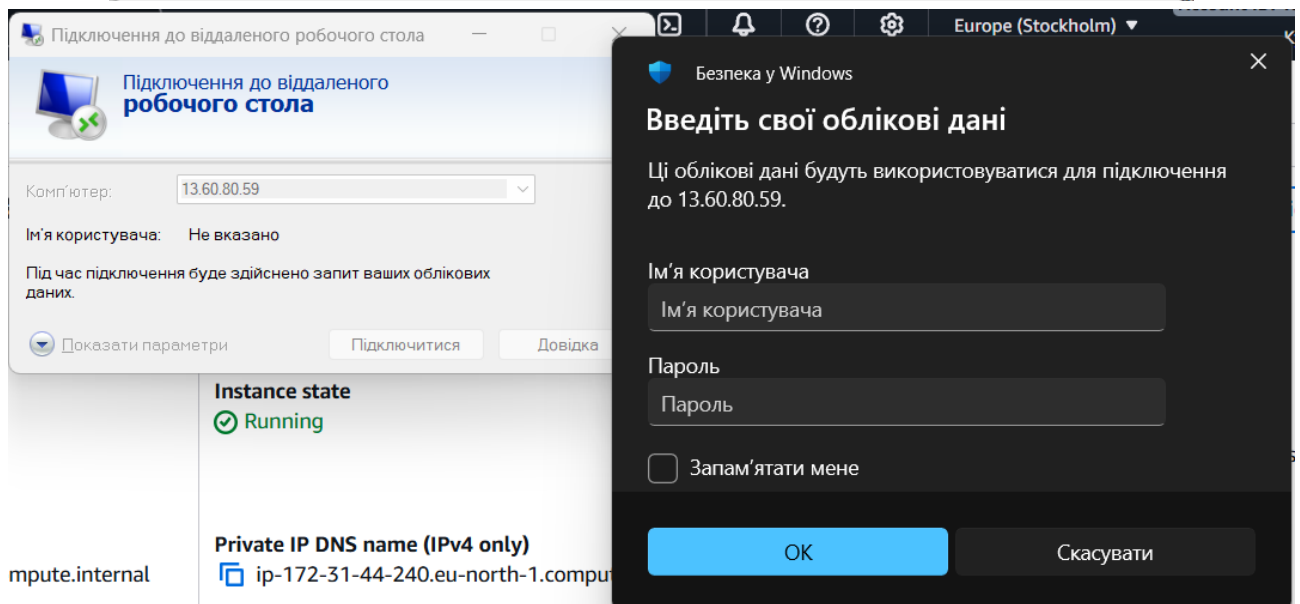 Підключення до віддаленого робочого стола
Підключення до віддаленого
робочого стола
Комп'ютер:
13.60.80.59
Ім'я користувача: Не вказано
Під час підключення буде здійснено запит ваших облікових
даних.
Показати параметри
Підключитися
Довідка
Europe (Stockholm)
Безпека у Windows
Введіть свої облікові дані
Ці облікові дані будуть використовуватися для підключення
до 13.60.80.59.
Ім'я користувача
Ім'я користувача
Пароль
Пароль
Запам'ятати мене
ОК
Скасувати
Instance state
Running
Private IP DNS name (IPv4 only)
mpute.internal
ip-172-31-44-240.eu-north-1.compu